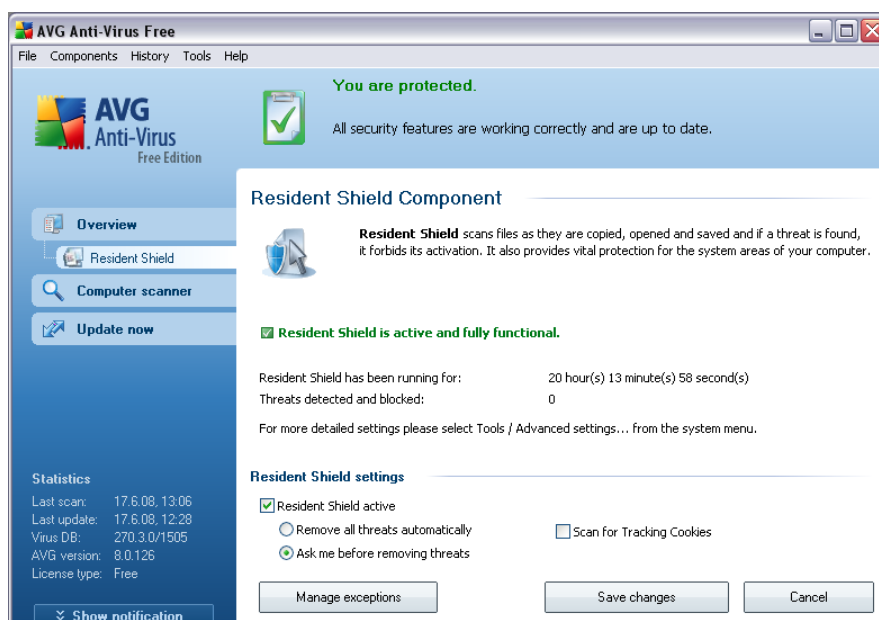 AVG Anti-Virus Free
File Components History Tools Help
AVG
Anti-Virus
Free Edition
You are protected.
All security features are working correctly and are up to date.
Overview
Resident Shield
Computer scanner
Update now
Resident Shield Component
Resident Shield scans files as they are copied, opened and saved and if a threat is found,
it forbids its activation. It also provides vital protection for the system areas of your computer.
Resident Shield is active and fully functional.
Resident Shield has been running for: 20 hour(s) 13 minute(s) 58 second(s)
Threats detected and blocked: 0
For more detailed settings please select Tools / Advanced settings... from the system menu.
Resident Shield settings
Resident Shield active
Remove all threats automatically
Scan for Tracking Cookies
Ask me before removing threats
Manage exceptions Save changes Cancel
Statistics
Last scan: 17.6.08, 13:06
Last update: 17.6.08, 12:28
Virus DB: 270.3.0/1505
AVG version: 8.0.126
License type: Free
Show notification